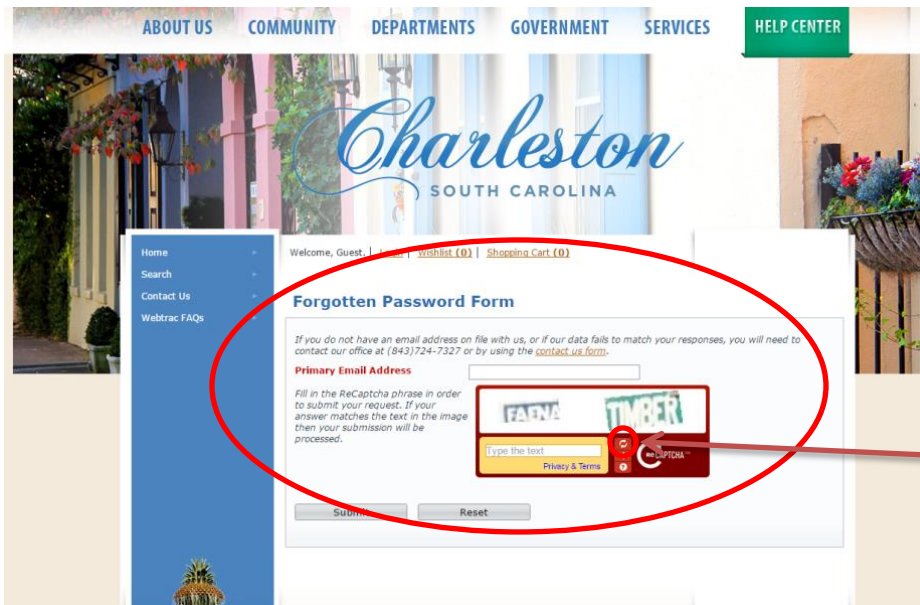 ABOUT US COMMUNITY DEPARTMENTS GOVERNMENT SERVICES HELP CENTER
Charleston
SOUTH CAROLINA
Home
Search
Contact Us
Webtrac FAQs
Welcome, Guest. | Login | Wishlist (0) | Shopping Cart (0)
Forgotten Password Form
If you do not have an email address on file with us, or if our data fails to match your responses, you will need to
contact our office at (843)724-7327 or by using the contact us form.
Primary Email Address
Fill in the ReCaptcha phrase in order
to submit your request. If your
answer matches the text in the image
then your submission will be
processed.
FAENA TIMBER
Type the text
Privacy & Terms
reCAPTCHA™
Submit Reset